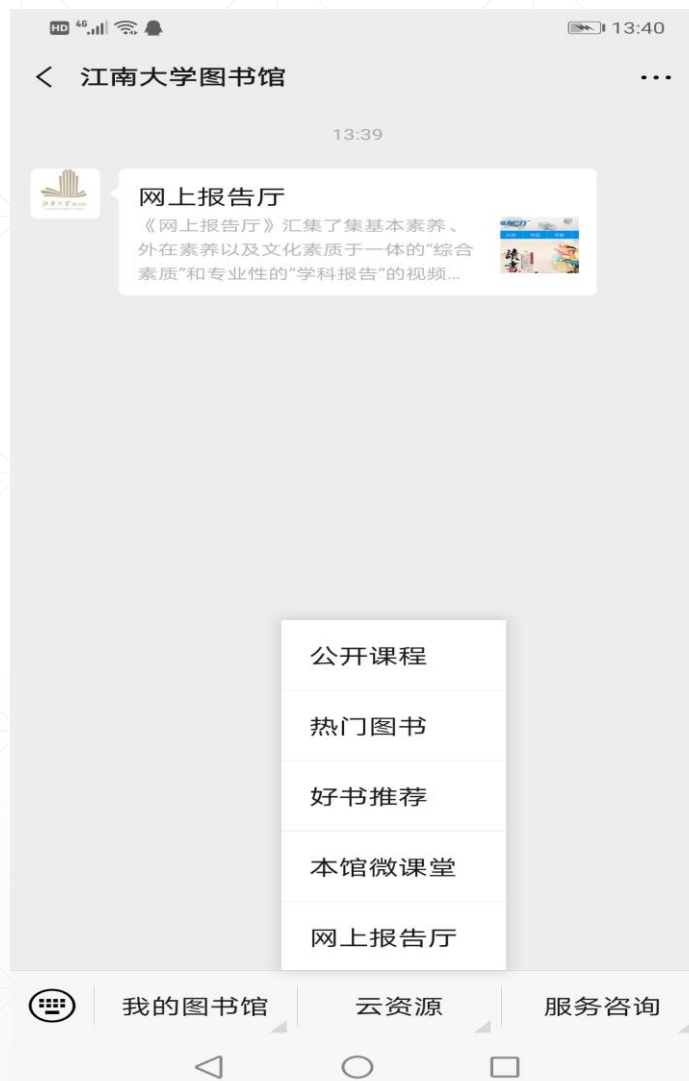 HD 4G 13:40
江南大学图书馆
13:39
网上报告厅
《网上报告厅》汇集了集基本素养、
外在素养以及文化素质于一体的“综合
素质”和专业性的“学科报告”的视频...
读书
公开课程
热门图书
好书推荐
本馆微课堂
网上报告厅
我的图书馆 云资源 服务咨询